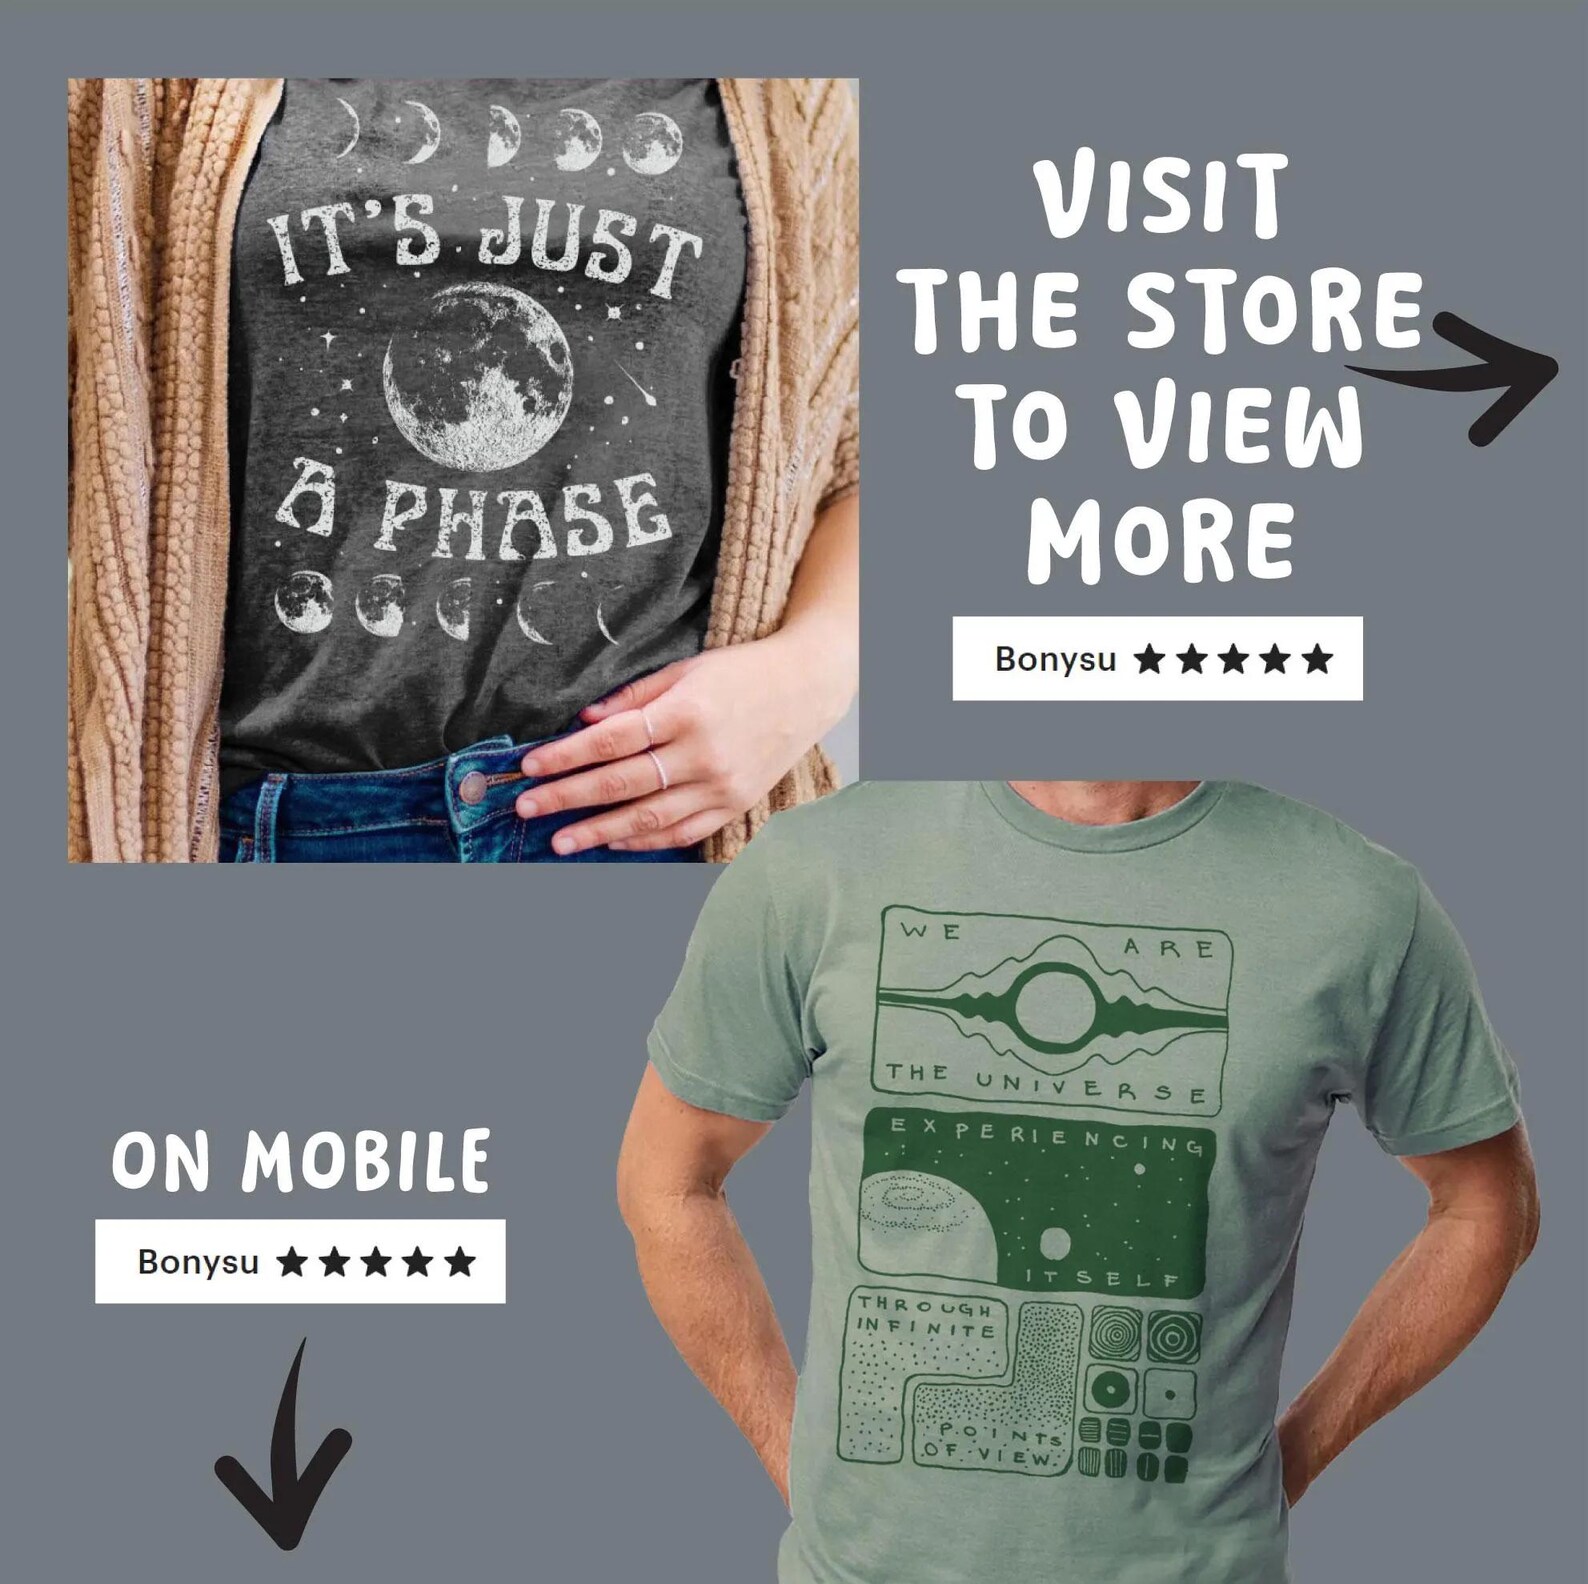 IT'S JUST
A PHASE
VISIT
THE STORE
TO VIEW
MORE
Bonysu ★★★★★
WE ARE
THE UNIVERSE
EXPERIENCING
ITSELF
THROUGH
INFINITE
POINTS
OF VIEW
ON MOBILE
Bonysu ★★★★★